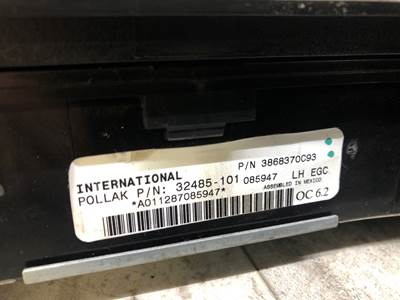 INTERNATIONAL P/N 3868370C93
POLLAK P/N: 32485-101 085947 LH EGC
ASSEMBLED IN MEXICO
*A011287085947* OC 6.2